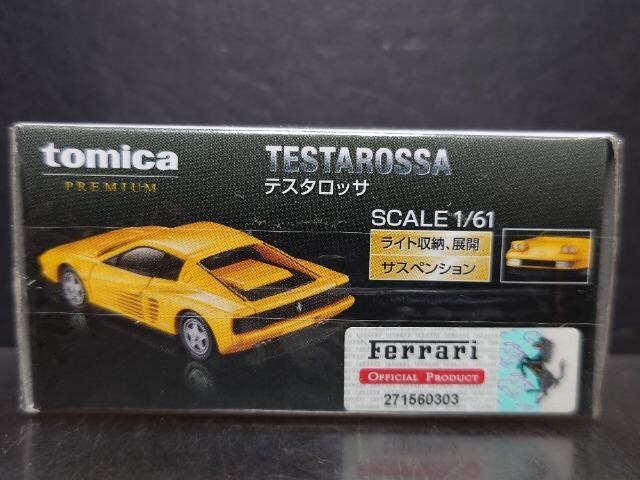 tomica
PREMIUM
TESTAROSSA
テスタロッサ
SCALE 1/61
ライト収納、展開
サスペンション
Ferrari
OFFICIAL PRODUCT
271560303